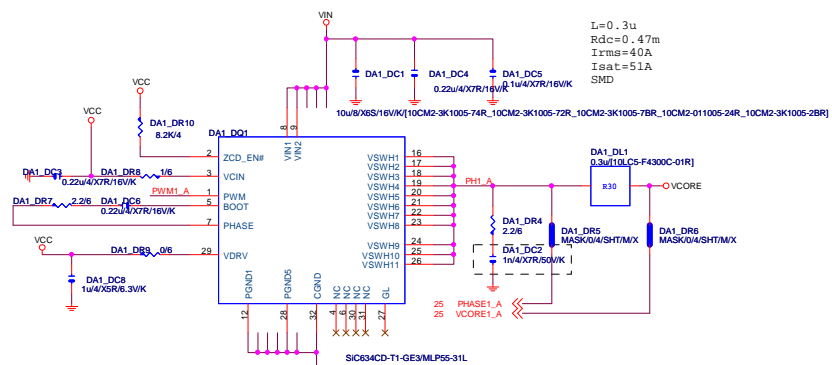 VIN
L=0.3u
Rdc=0.47m
Irms=40A
Isat=51A
SMD
VCC
DA1_DC1
DA1_DC4
0.22u/4/X7R/16V/K
DA1_DC5
0.1u/4/X7R/16V/K
10u/8/X6S/16V/K/[10CM2-3K1005-74R_10CM2-3K1005-72R_10CM2-3K1005-7BR_10CM2-011005-24R_10CM2-3K1005-2BR]
VCC
DA1_DR10
8.2K/4
DA1_DQ1
8
9
VIN1
VIN2
2
ZCD_EN#
DA1_DC3
0.22u/4/X7R/16V/K
DA1_DR8
1/6
3
VCIN
PWM1_A
1
PWM
DA1_DR7
2.2/6
DA1_DC6
0.22u/4/X7R/16V/K
5
BOOT
7
PHASE
VCC
DA1_DR9
0/6
29
VDRV
DA1_DC8
1u/4/X5R/6.3V/K
VSWH1
16
VSWH2
17
VSWH3
18
VSWH4
19
VSWH5
20
VSWH6
21
VSWH7
22
VSWH8
23
VSWH9
24
VSWH10
25
VSWH11
26
PH1_A
DA1_DL1
0.3u/[10LC5-F4300C-01R]
R30
VCORE
DA1_DR4
2.2/6
DA1_DC2
1n/4/X7R/50V/K
DA1_DR5
MASK/0/4/SHT/M/X
DA1_DR6
MASK/0/4/SHT/M/X
25 PHASE1_A
25 VCORE1_A
PGND1
PGND5
CGND
NC
NC
NC
NC
GL
12
28
32
4
6
30
31
27
SiC634CD-T1-GE3/MLP55-31L